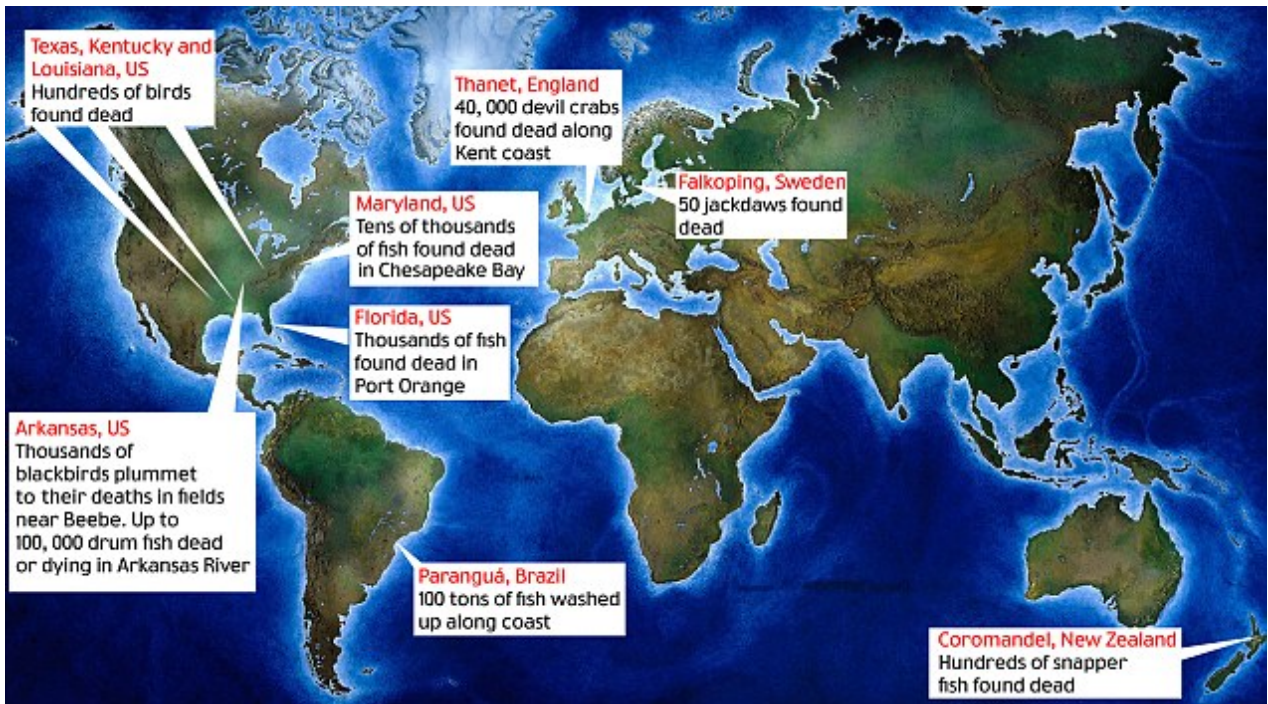 Texas, Kentucky and
Louisiana, US
Hundreds of birds
found dead
Thanet, England
40, 000 devil crabs
found dead along
Kent coast
Falkoping, Sweden
50 jackdaws found
dead
Maryland, US
Tens of thousands
of fish found dead
in Chesapeake Bay
Florida, US
Thousands of fish
found dead in
Port Orange
Arkansas, US
Thousands of
blackbirds plummet
to their deaths in fields
near Beebe. Up to
100, 000 drum fish dead
or dying in Arkansas River
Paranguá, Brazil
100 tons of fish washed
up along coast
Coromandel, New Zealand
Hundreds of snapper
fish found dead